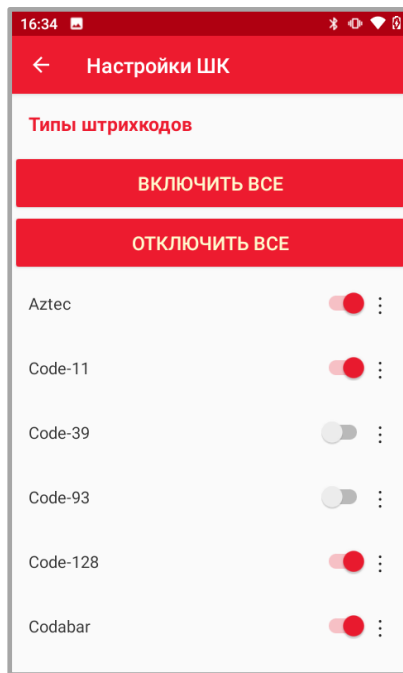 16:34
Настройки ШК
Типы штрихкодов
ВКЛЮЧИТЬ ВСЕ
ОТКЛЮЧИТЬ ВСЕ
Aztec
Code-11
Code-39
Code-93
Code-128
Codabar